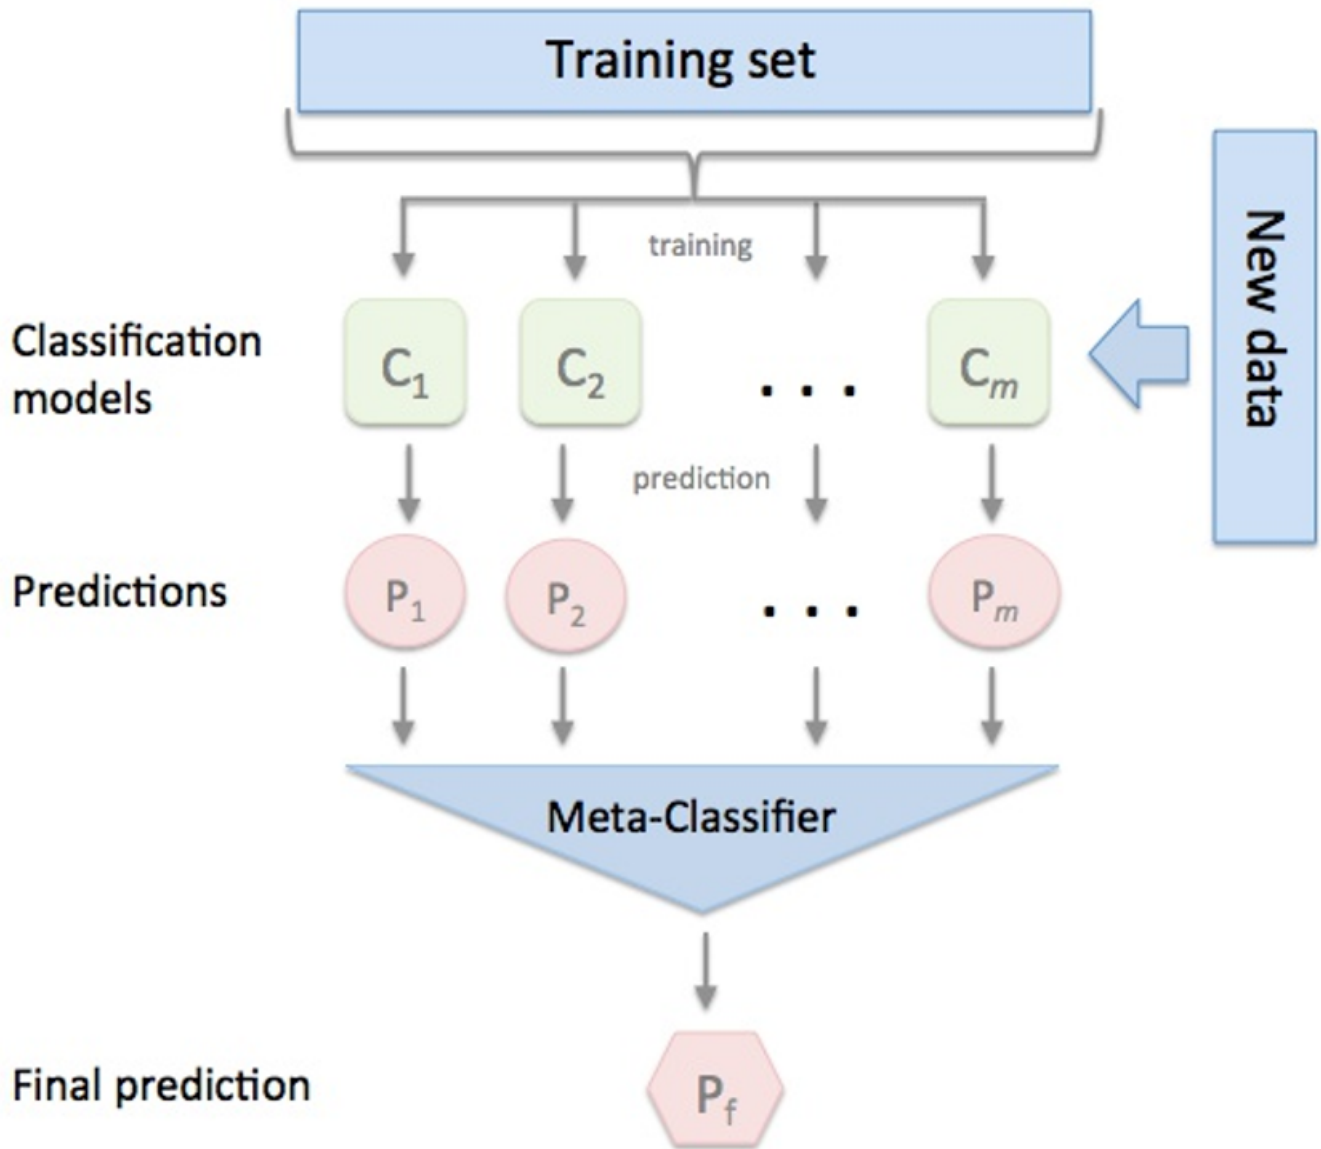 Training set
New data
training
Classification
models
C1
C2
. . .
Cm
prediction
Predictions
P1
P2
. . .
Pm
Meta-Classifier
Final prediction
Pf